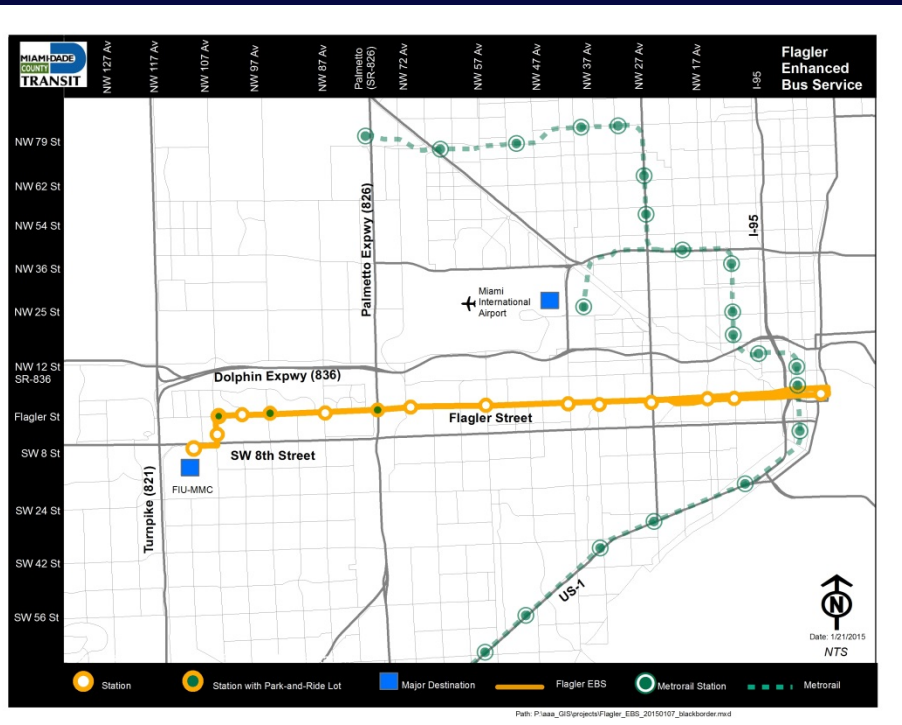 MIAMI-DADE
COUNTY
TRANSIT
NW 127 Av
NW 117 Av
NW 107 Av
NW 97 Av
NW 87 Av
Palmetto
(SR-826)
NW 72 Av
NW 57 Av
NW 47 Av
NW 37 Av
NW 27 Av
NW 17 Av
I-95
Flagler
Enhanced
Bus Service
NW 79 St
NW 62 St
NW 54 St
NW 36 St
NW 25 St
NW 12 St
SR-836
Flagler St
SW 8 St
SW 24 St
SW 42 St
SW 56 St
Palmetto Expwy (826)
I-95
Miami
International
Airport
Dolphin Expwy (836)
Flagler Street
SW 8th Street
FIU-MMC
Turnpike (821)
US-1
N
Date: 1/21/2015
NTS
Station
Station with Park-and-Ride Lot
Major Destination
Flagler EBS
Metrorail Station
Metrorail
Path: P:\aaa_GIS\projects\Flagler_EBS_20150107_blackborder.mxd